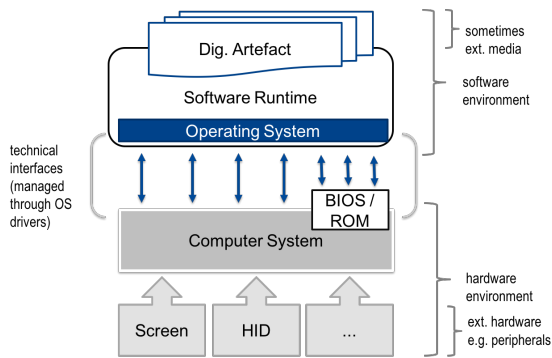 Dig. Artefact
Software Runtime
Operating System
sometimes
ext. media
software
environment
technical
interfaces
(managed
through OS
drivers)
BIOS /
ROM
Computer System
hardware
environment
Screen
HID
...
ext. hardware
e.g. peripherals